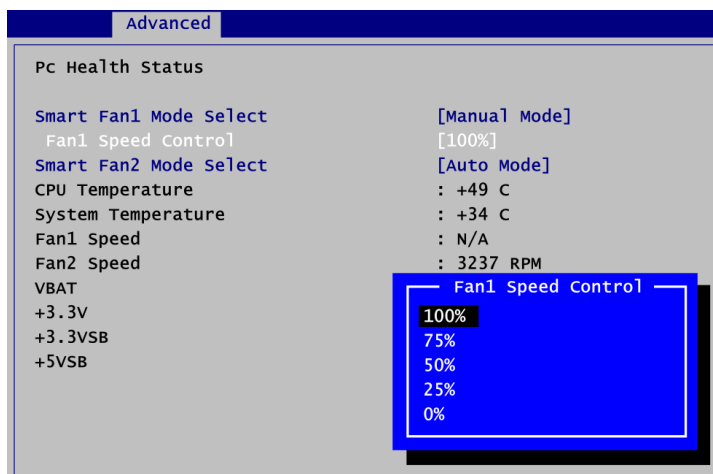 Advanced
Pc Health Status
Smart Fan1 Mode Select [Manual Mode]
Fan1 Speed Control [100%]
Smart Fan2 Mode Select [Auto Mode]
CPU Temperature : +49 C
System Temperature : +34 C
Fan1 Speed : N/A
Fan2 Speed : 3237 RPM
VBAT
+3.3V
+3.3VSB
+5VSB
Fan1 Speed Control
100%
75%
50%
25%
0%